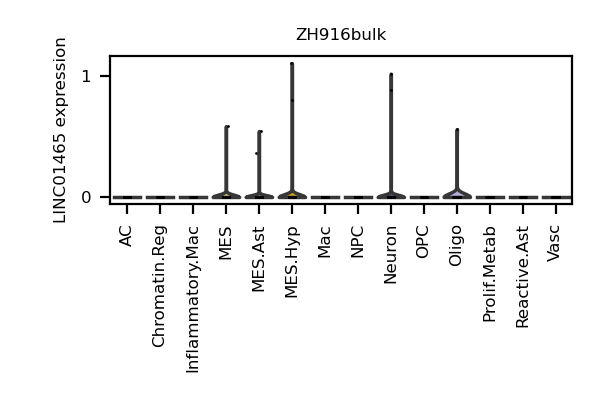 ZH916bulk
LINC01465 expression
1
0
AC
Chromatin.Reg
Inflammatory.Mac
MES
MES.Ast
MES.Hyp
Mac
NPC
Neuron
OPC
Oligo
Prolif.Metab
Reactive.Ast
Vasc